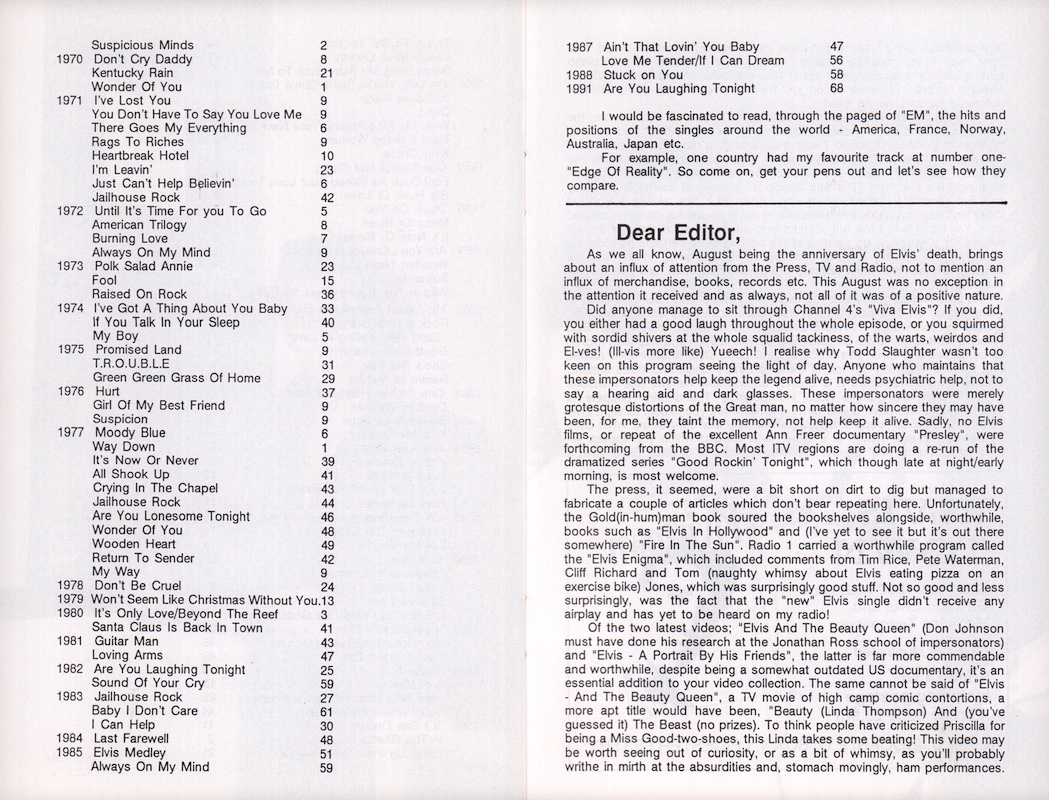 Suspicious Minds 2
1970 Don't Cry Daddy 8
Kentucky Rain 21
Wonder Of You 1
1971 I've Lost You 9
You Don't Have To Say You Love Me 9
There Goes My Everything 6
Rags To Riches 9
Heartbreak Hotel 10
I'm Leavin' 23
Just Can't Help Believin' 6
Jailhouse Rock 42
1972 Until It's Time For you To Go 5
American Trilogy 8
Burning Love 7
Always On My Mind 9
1973 Polk Salad Annie 23
Fool 15
Raised On Rock 36
1974 I've Got A Thing About You Baby 33
If You Talk In Your Sleep 40
My Boy 5
1975 Promised Land 9
T.R.O.U.B.L.E 31
Green Green Grass Of Home 29
1976 Hurt 37
Girl Of My Best Friend 9
Suspicion 9
1977 Moody Blue 6
Way Down 1
It's Now Or Never 39
All Shook Up 41
Crying In The Chapel 43
Jailhouse Rock 44
Are You Lonesome Tonight 46
Wonder Of You 48
Wooden Heart 49
Return To Sender 42
My Way 9
1978 Don't Be Cruel 24
1979 Won't Seem Like Christmas Without You.13
1980 It's Only Love/Beyond The Reef 3
Santa Claus Is Back In Town 41
1981 Guitar Man 43
Loving Arms 47
1982 Are You Laughing Tonight 25
Sound Of Your Cry 59
1983 Jailhouse Rock 27
Baby I Don't Care 61
I Can Help 30
1984 Last Farewell 48
1985 Elvis Medley 51
Always On My Mind 59
1987 Ain't That Lovin' You Baby 47
Love Me Tender/If I Can Dream 56
1988 Stuck on You 58
1991 Are You Laughing Tonight 68
I would be fascinated to read, through the paged of "EM", the hits and
positions of the singles around the world - America, France, Norway,
Australia, Japan etc.
For example, one country had my favourite track at number one-
"Edge Of Reality". So come on, get your pens out and let's see how they
compare.
Dear Editor,
As we all know, August being the anniversary of Elvis' death, brings
about an influx of attention from the Press, TV and Radio, not to mention an
influx of merchandise, books, records etc. This August was no exception in
the attention it received and as always, not all of it was of a positive nature.
Did anyone manage to sit through Channel 4's "Viva Elvis"? If you did,
you either had a good laugh throughout the whole episode, or you squirmed
with sordid shivers at the whole squalid tackiness, of the warts, weirdos and
El-ves! (Ill-vis more like) Yueech! I realise why Todd Slaughter wasn't too
keen on this program seeing the light of day. Anyone who maintains that
these impersonators help keep the legend alive, needs psychiatric help, not to
say a hearing aid and dark glasses. These impersonators were merely
grotesque distortions of the Great man, no matter how sincere they may have
been, for me, they taint the memory, not help keep it alive. Sadly, no Elvis
films, or repeat of the excellent Ann Freer documentary "Presley", were
forthcoming from the BBC. Most ITV regions are doing a re-run of the
dramatized series "Good Rockin' Tonight", which though late at night/early
morning, is most welcome.
The press, it seemed, were a bit short on dirt to dig but managed to
fabricate a couple of articles which don't bear repeating here. Unfortunately,
the Gold(in-hum)man book soured the bookshelves alongside, worthwhile,
books such as "Elvis In Hollywood" and (I've yet to see it but it's out there
somewhere) "Fire In The Sun". Radio 1 carried a worthwhile program called
the "Elvis Enigma", which included comments from Tim Rice, Pete Waterman,
Cliff Richard and Tom (naughty whimsy about Elvis eating pizza on an
exercise bike) Jones, which was surprisingly good stuff. Not so good and less
surprisingly, was the fact that the "new" Elvis single didn't receive any
airplay and has yet to be heard on my radio!
Of the two latest videos; "Elvis And The Beauty Queen" (Don Johnson
must have done his research at the Jonathan Ross school of impersonators)
and "Elvis - A Portrait By His Friends", the latter is far more commendable
and worthwhile, despite being a somewhat outdated US documentary, it's an
essential addition to your video collection. The same cannot be said of "Elvis
- And The Beauty Queen", a TV movie of high camp comic contortions, a
more apt title would have been, "Beauty (Linda Thompson) And (you've
guessed it) The Beast (no prizes). To think people have criticized Priscilla for
being a Miss Good-two-shoes, this Linda takes some beating! This video may
be worth seeing out of curiosity, or as a bit of whimsy, as you'll probably
writhe in mirth at the absurdities and, stomach movingly, ham performances.